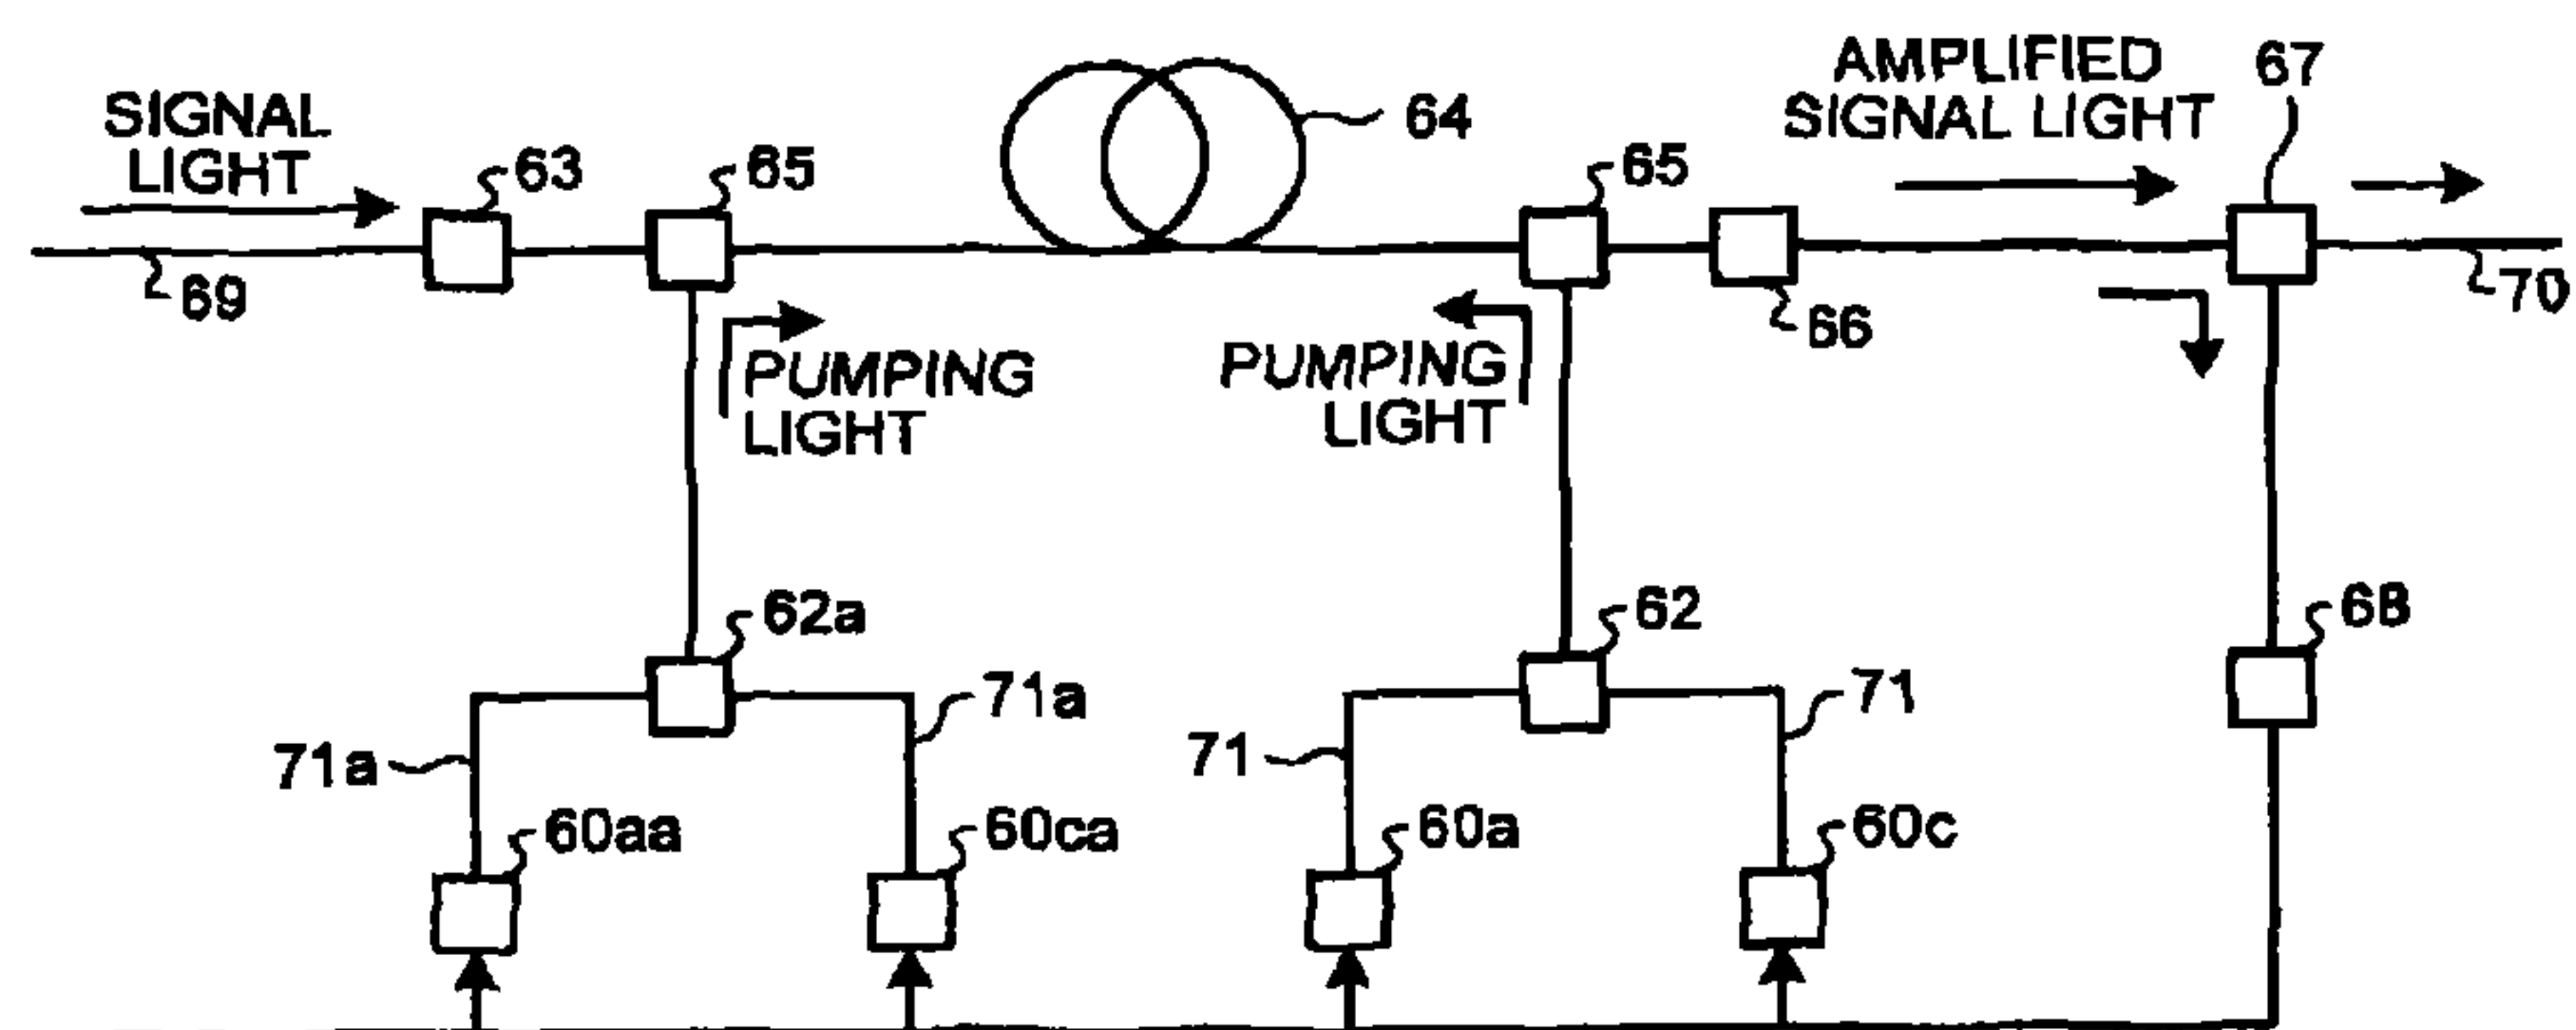 SIGNAL
LIGHT
63
65
64
65
AMPLIFIED
SIGNAL LIGHT
67
69
66
70
PUMPING
LIGHT
PUMPING
LIGHT
62a
62
68
71a
71a
71
71
60aa
60ca
60a
60c